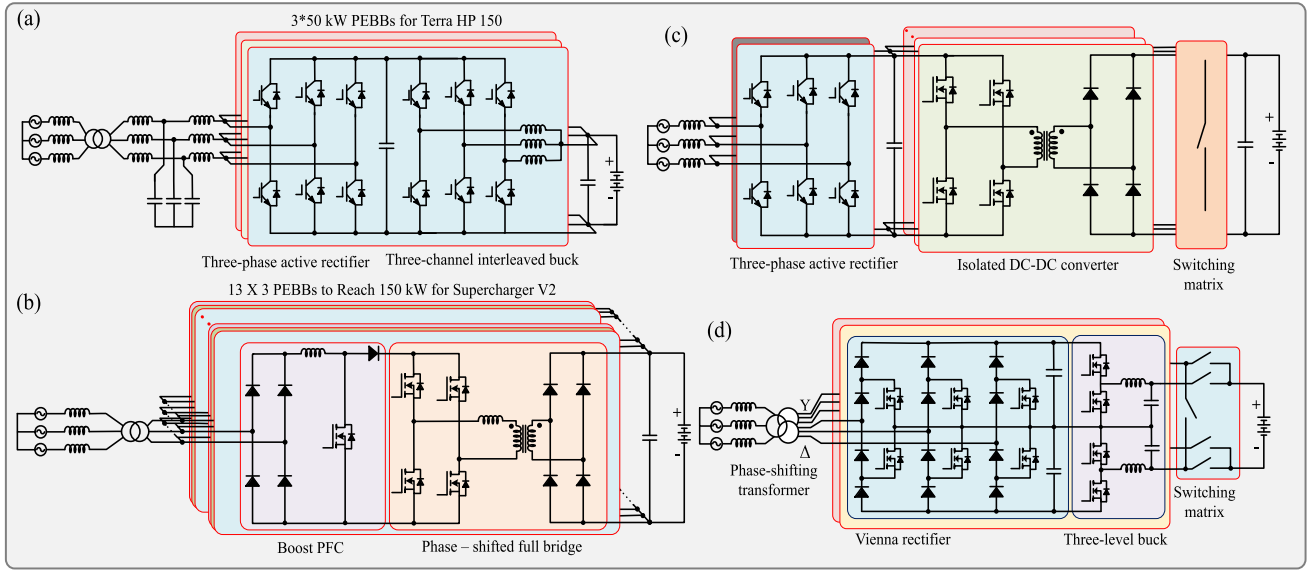 (a)
3*50 kW PEBBs for Terra HP 150
+
-
Three-phase active rectifier
Three-channel interleaved buck
(b)
13 X 3 PEBBs to Reach 150 kW for Supercharger V2
+
-
Boost PFC
Phase – shifted full bridge
(c)
+
-
Three-phase active rectifier
Isolated DC-DC converter
Switching
matrix
(d)
Y
Δ
+
-
Phase-shifting
transformer
Vienna rectifier
Three-level buck
Switching
matrix